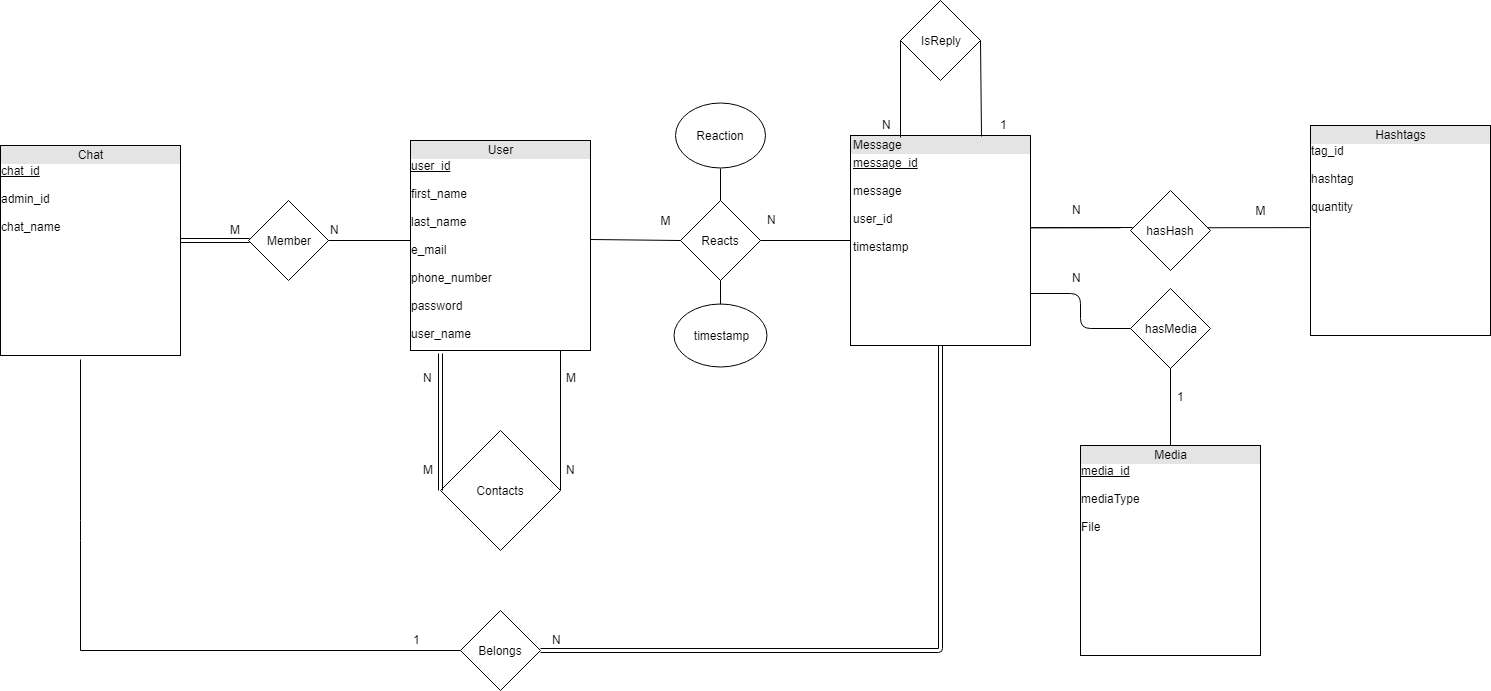 IsReply
N
1
Reaction
Message
message_id
message
user_id
timestamp
Hashtags
tag_id
hashtag
quantity
User
user_id
first_name
last_name
e_mail
phone_number
password
user_name
Chat
chat_id
admin_id
chat_name
M
Member
N
M
Reacts
N
timestamp
N
hasHash
M
N
hasMedia
1
N
M
M
N
Contacts
Media
media_id
mediaType
File
1
Belongs
N